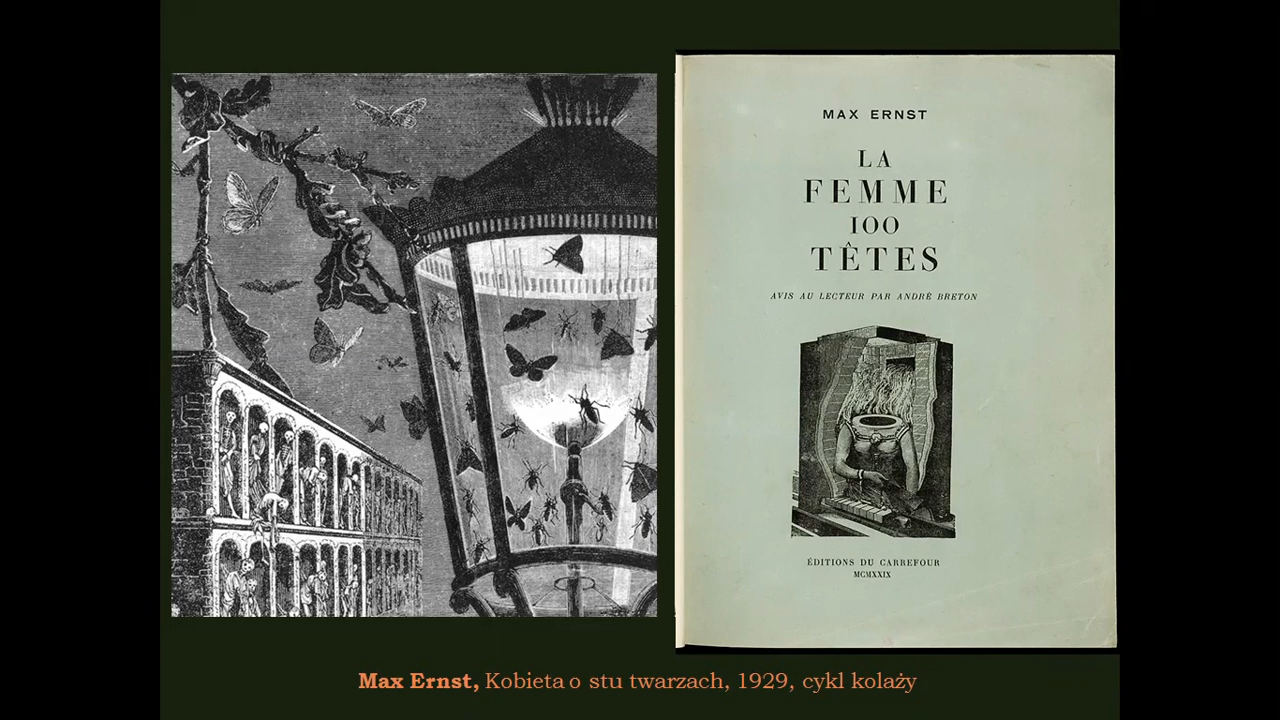 MAX ERNST
LA
FEMME
100
TÊTES
AVIS AU LECTEUR PAR ANDRÉ BRETON
ÉDITIONS DU CARREFOUR
MCMXXIX
Max Ernst, Kobieta o stu twarzach, 1929, cykl kolaży